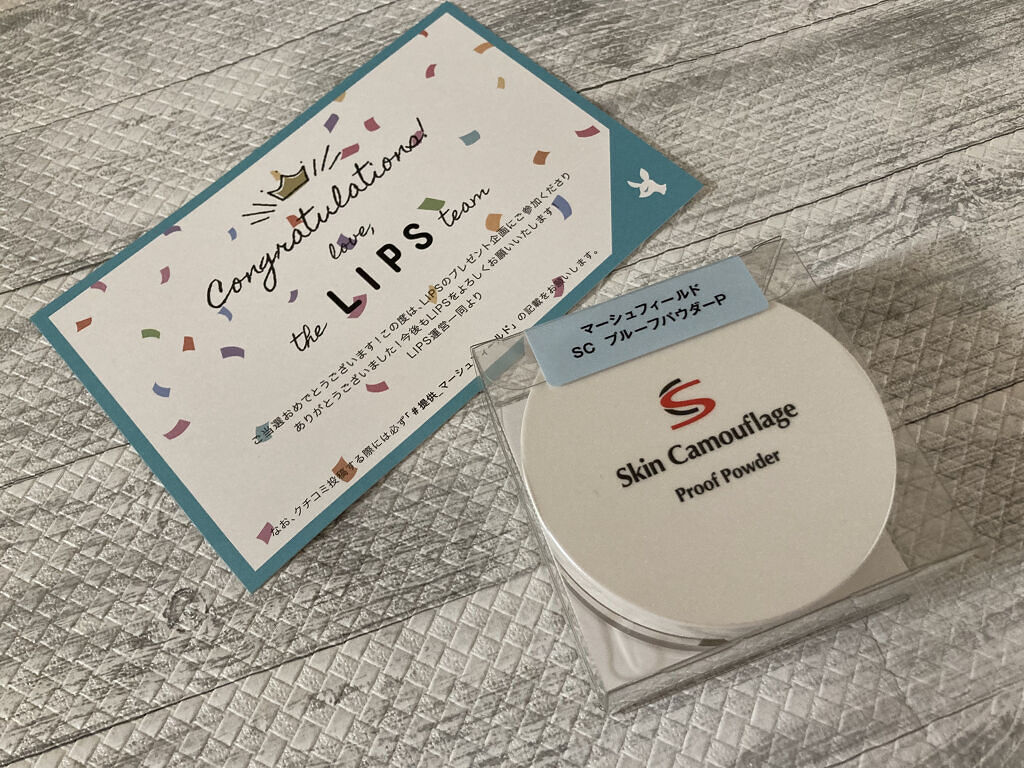 Congratulations!
love,
the LIPS team
ご当選おめでとうございます！この度は、LIPSのプレゼント企画にご参加くださり
ありがとうございました！今後もLIPSをよろしくお願いいたします
LIPS運営一同より
なお、クチコミ投稿する際には必ず「#提供_マーシュフィールド」の記載をお願いします。
マーシュフィールド
SC プルーフパウダーP
Skin Camouflage
Proof Powder